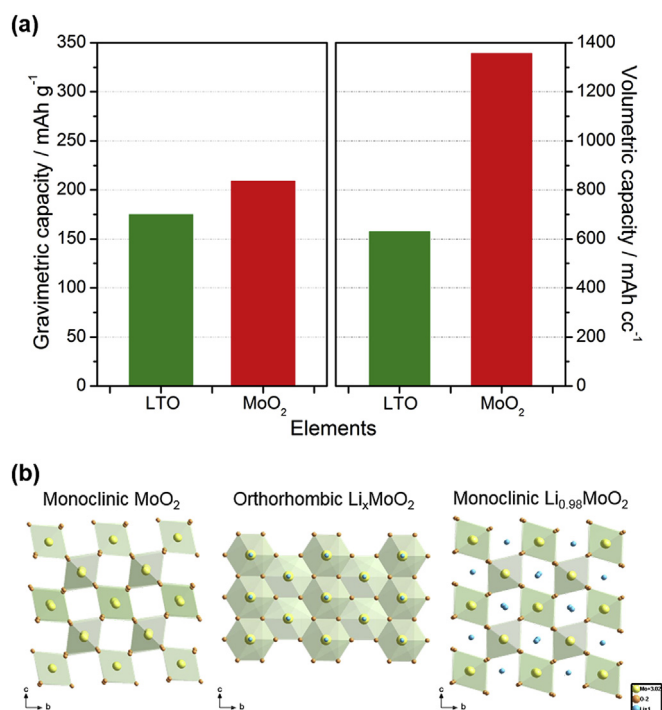 (a)
Gravimetric capacity / mAh g⁻¹
350
300
250
200
150
100
50
0
LTO
MoO₂
LTO
MoO₂
Elements
1400
1200
1000
800
600
400
200
0
Volumetric capacity / mAh cc⁻¹
(b)
Monoclinic MoO₂
Orthorhombic LiₓMoO₂
Monoclinic Li₀.₉₈MoO₂
c
b
c
b
c
b
O-2